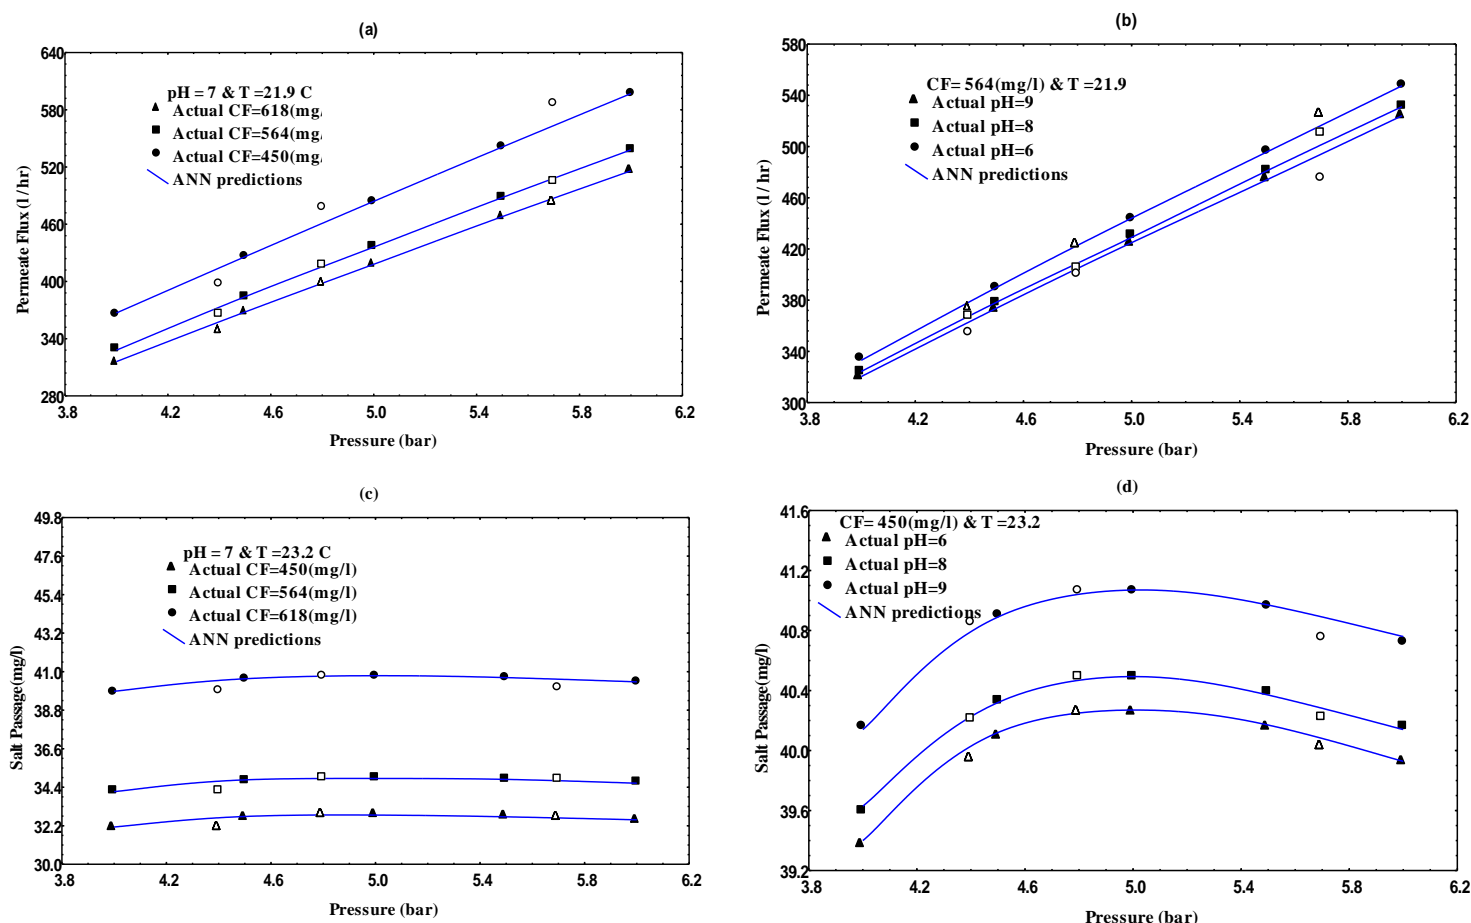 (a)
640
580
520
460
400
340
280
Permeate Flux (l / hr)
pH = 7 & T =21.9 C
Actual CF=618(mg/
Actual CF=564(mg/
Actual CF=450(mg/
ANN predictions
3.8 4.2 4.6 5.0 5.4 5.8 6.2
Pressure (bar)
(b)
580
540
500
460
420
380
340
300
Permeate Flux (l / hr)
CF= 564(mg/l) & T =21.9
Actual pH=9
Actual pH=8
Actual pH=6
ANN predictions
3.8 4.2 4.6 5.0 5.4 5.8 6.2
Pressure (bar)
(c)
49.8
47.6
45.4
43.2
41.0
38.8
36.6
34.4
32.2
30.0
Salt Passage(mg/l)
pH = 7 & T =23.2 C
Actual CF=450(mg/l)
Actual CF=564(mg/l)
Actual CF=618(mg/l)
ANN predictions
3.8 4.2 4.6 5.0 5.4 5.8 6.2
Pressure (bar)
(d)
41.6
41.2
40.8
40.4
40.0
39.6
39.2
Salt Passage(mg/l)
CF= 450(mg/l) & T =23.2
Actual pH=6
Actual pH=8
Actual pH=9
ANN predictions
3.8 4.2 4.6 5.0 5.4 5.8 6.2
Pressure (bar)